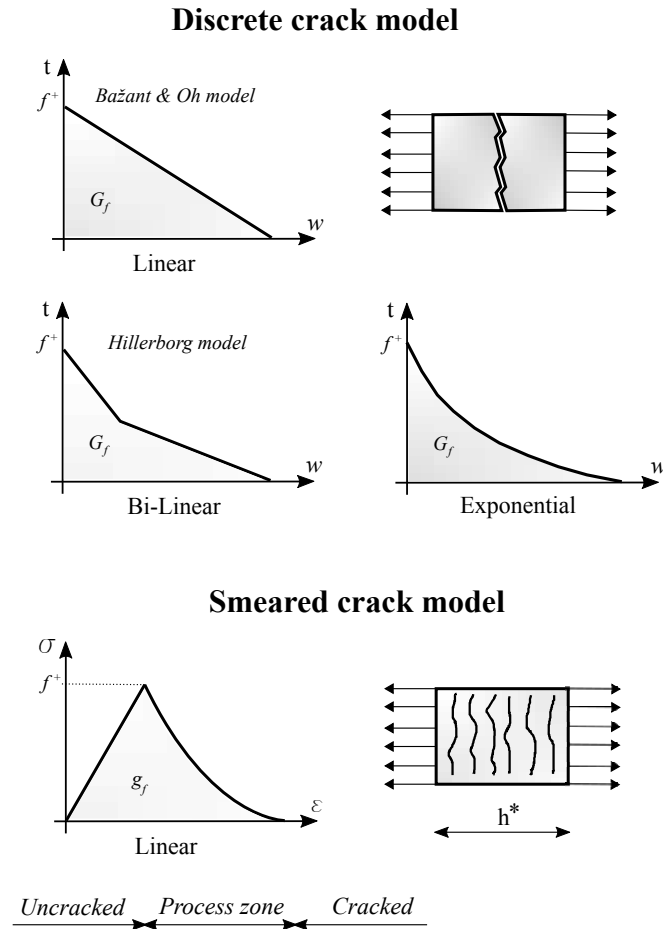 Discrete crack model
t
f⁺
Bažant & Oh model
G_f
w
Linear
t
f⁺
Hillerborg model
G_f
w
Bi-Linear
t
f⁺
G_f
w
Exponential
Smeared crack model
σ
f⁺
g_f
ε
Linear
h*
Uncracked Process zone Cracked